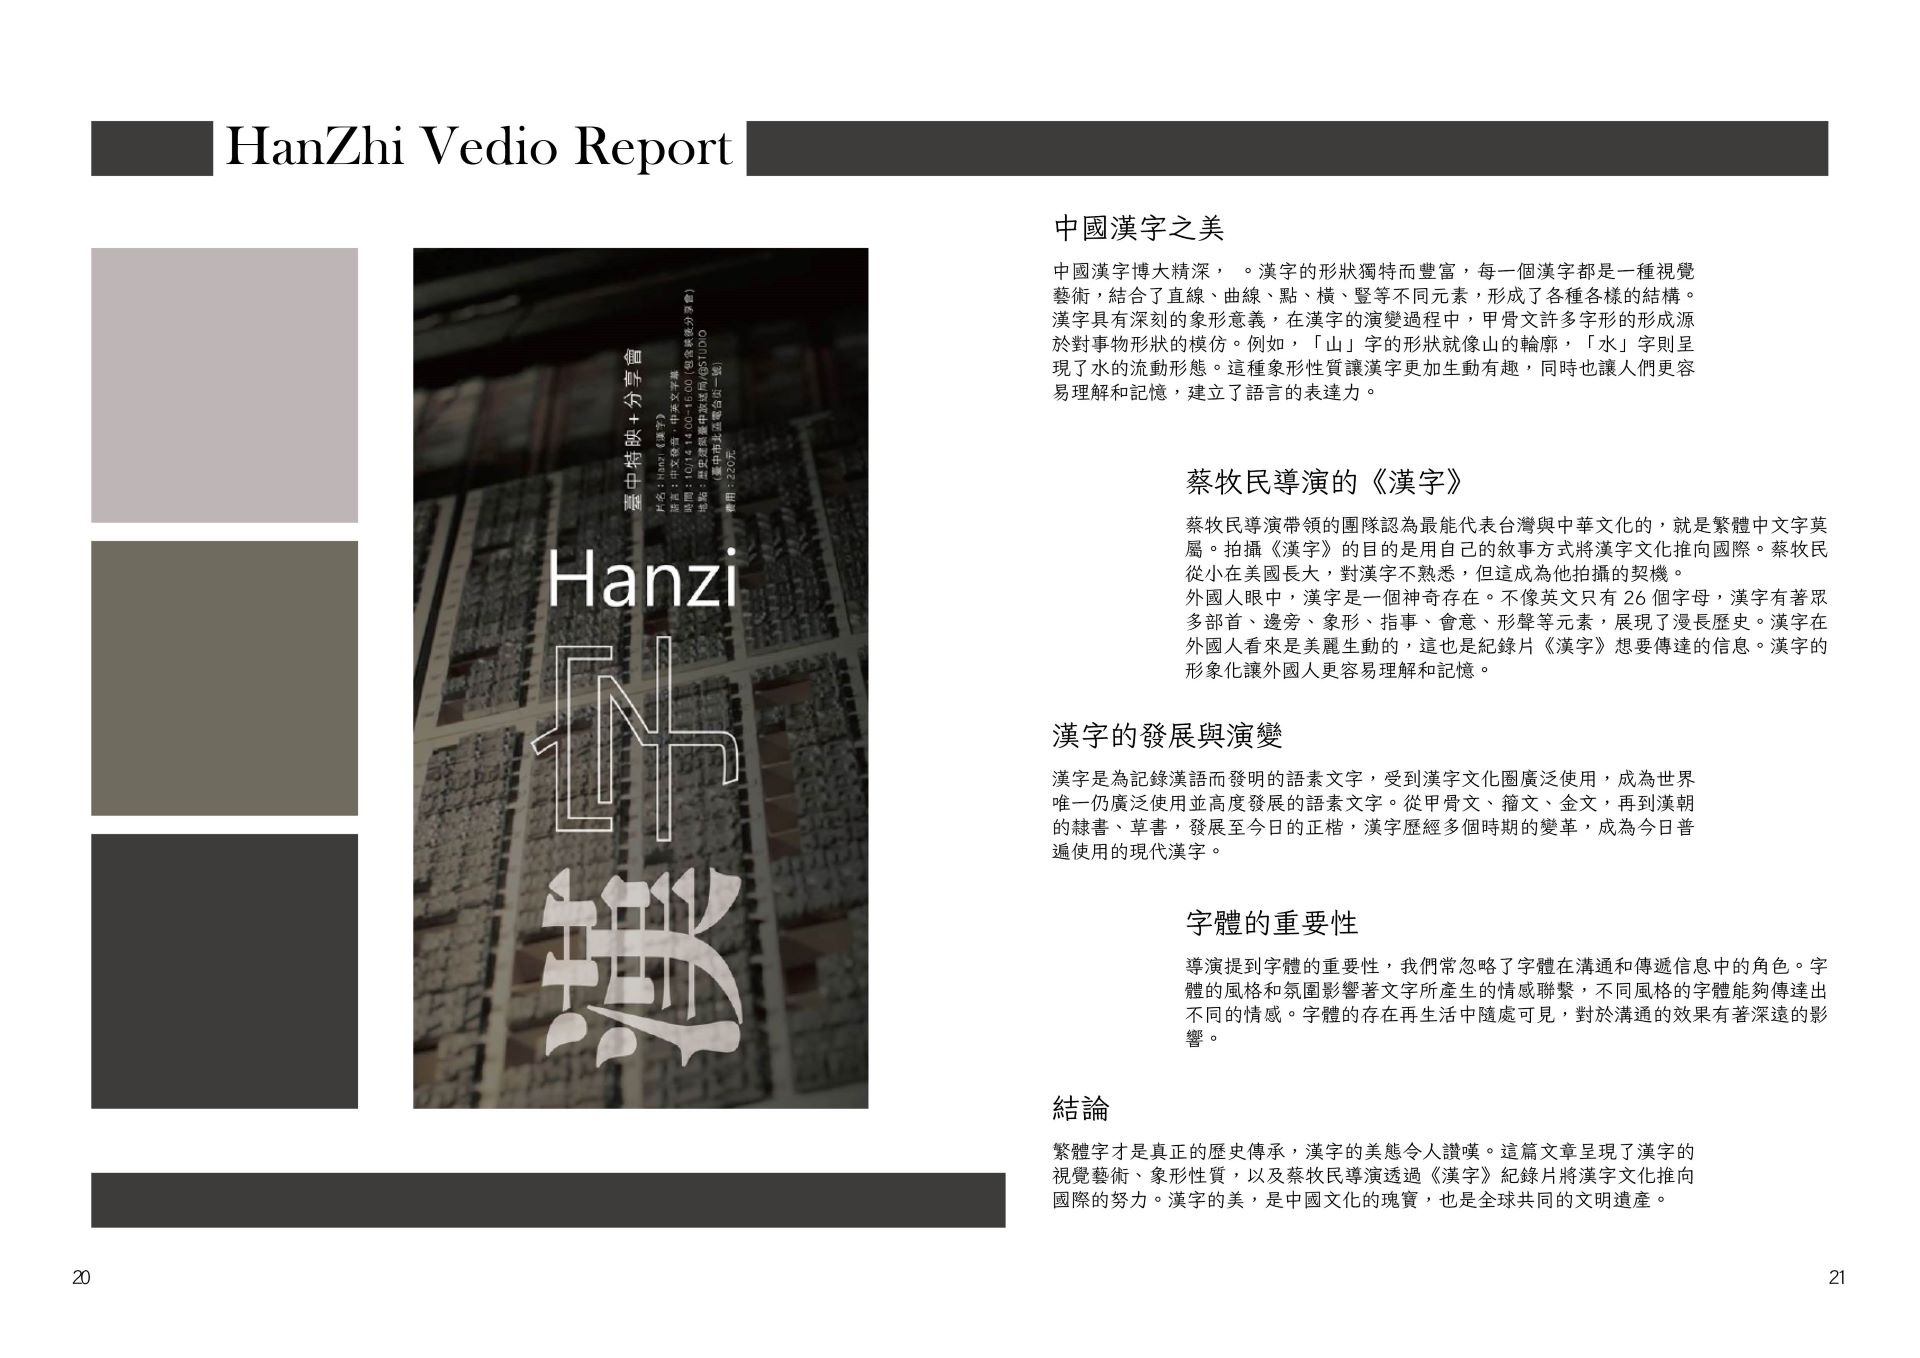 HanZhi Vedio Report
臺中特映+分享會
片名：Hanzi《漢字》
語言：中文發音，中英文字幕
時間：10/14 14:00-16:00 (包含映後分享會)
地點：歷史建築臺中放送局/@STUDIO
(臺中市北區電台街一號)
費用：220元
Hanzi
漢字
中國漢字之美
中國漢字博大精深， 。漢字的形狀獨特而豐富，每一個漢字都是一種視覺
藝術，結合了直線、曲線、點、橫、豎等不同元素，形成了各種各樣的結構。
漢字具有深刻的象形意義，在漢字的演變過程中，甲骨文許多字形的形成源
於對事物形狀的模仿。例如，「山」字的形狀就像山的輪廓，「水」字則呈
現了水的流動形態。這種象形性質讓漢字更加生動有趣，同時也讓人們更容
易理解和記憶，建立了語言的表達力。
蔡牧民導演的《漢字》
蔡牧民導演帶領的團隊認為最能代表台灣與中華文化的，就是繁體中文字莫
屬。拍攝《漢字》的目的是用自己的敘事方式將漢字文化推向國際。蔡牧民
從小在美國長大，對漢字不熟悉，但這成為他拍攝的契機。
外國人眼中，漢字是一個神奇存在。不像英文只有 26 個字母，漢字有著眾
多部首、邊旁、象形、指事、會意、形聲等元素，展現了漫長歷史。漢字在
外國人看來是美麗生動的，這也是紀錄片《漢字》想要傳達的信息。漢字的
形象化讓外國人更容易理解和記憶。
漢字的發展與演變
漢字是為記錄漢語而發明的語素文字，受到漢字文化圈廣泛使用，成為世界
唯一仍廣泛使用並高度發展的語素文字。從甲骨文、籀文、金文，再到漢朝
的隸書、草書，發展至今日的正楷，漢字歷經多個時期的變革，成為今日普
遍使用的現代漢字。
字體的重要性
導演提到字體的重要性，我們常忽略了字體在溝通和傳遞信息中的角色。字
體的風格和氛圍影響著文字所產生的情感聯繫，不同風格的字體能夠傳達出
不同的情感。字體的存在再生活中隨處可見，對於溝通的效果有著深遠的影
響。
結論
繁體字才是真正的歷史傳承，漢字的美態令人讚嘆。這篇文章呈現了漢字的
視覺藝術、象形性質，以及蔡牧民導演透過《漢字》紀錄片將漢字文化推向
國際的努力。漢字的美，是中國文化的瑰寶，也是全球共同的文明遺產。
20
21